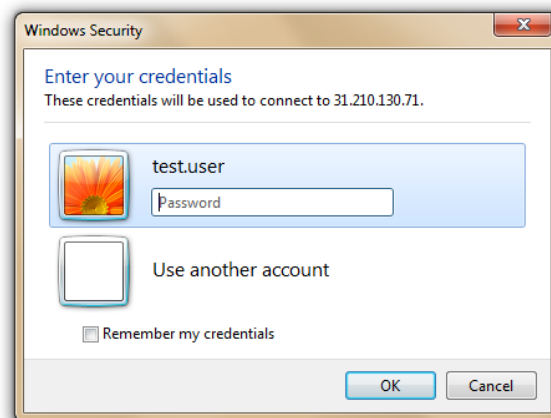 Windows Security
Enter your credentials
These credentials will be used to connect to 31.210.130.71.
test.user
Password
Use another account
Remember my credentials
OK
Cancel